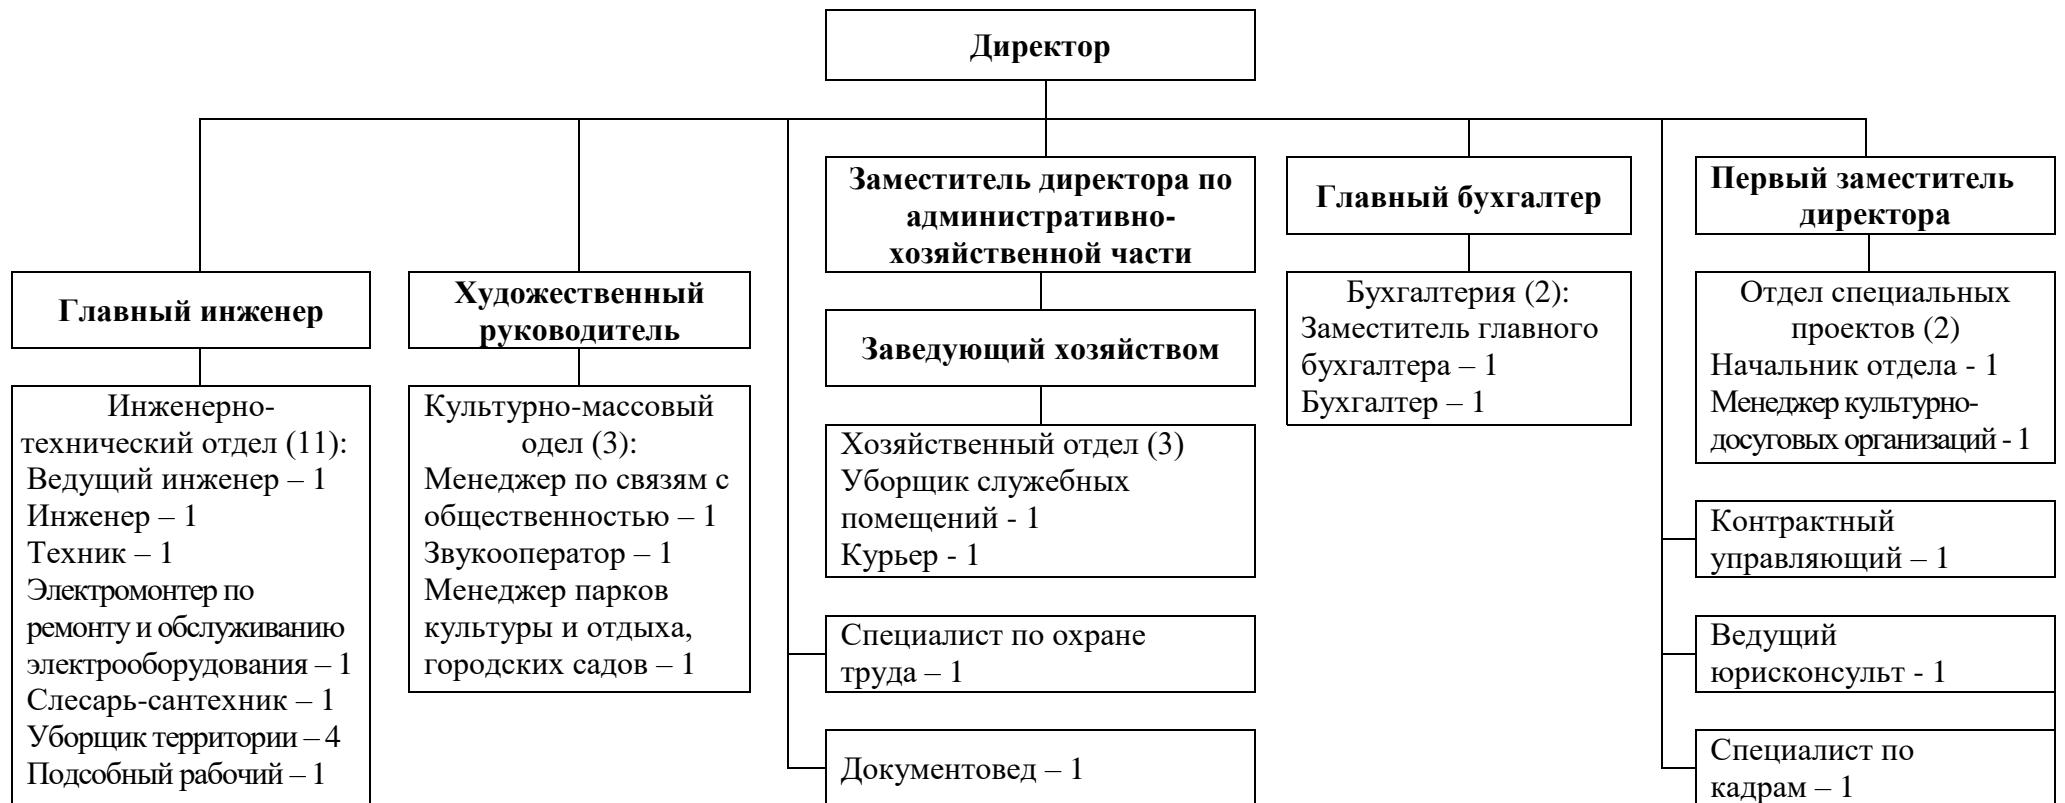 Директор
Заместитель директора по
административно-
хозяйственной части
Главный бухгалтер
Первый заместитель
директора
Главный инженер
Художественный
руководитель
Заведующий хозяйством
Бухгалтерия (2):
Заместитель главного
бухгалтера – 1
Бухгалтер – 1
Отдел специальных
проектов (2)
Начальник отдела - 1
Менеджер культурно-
досуговых организаций - 1
Инженерно-
технический отдел (11):
Ведущий инженер – 1
Инженер – 1
Техник – 1
Электромонтер по
ремонту и обслуживанию
электрооборудования – 1
Слесарь-сантехник – 1
Уборщик территории – 4
Подсобный рабочий – 1
Культурно-массовый
одел (3):
Менеджер по связям с
общественностью – 1
Звукооператор – 1
Менеджер парков
культуры и отдыха,
городских садов – 1
Хозяйственный отдел (3)
Уборщик служебных
помещений - 1
Курьер - 1
Специалист по охране
труда – 1
Документовед – 1
Контрактный
управляющий – 1
Ведущий
юрисконсульт - 1
Специалист по
кадрам – 1